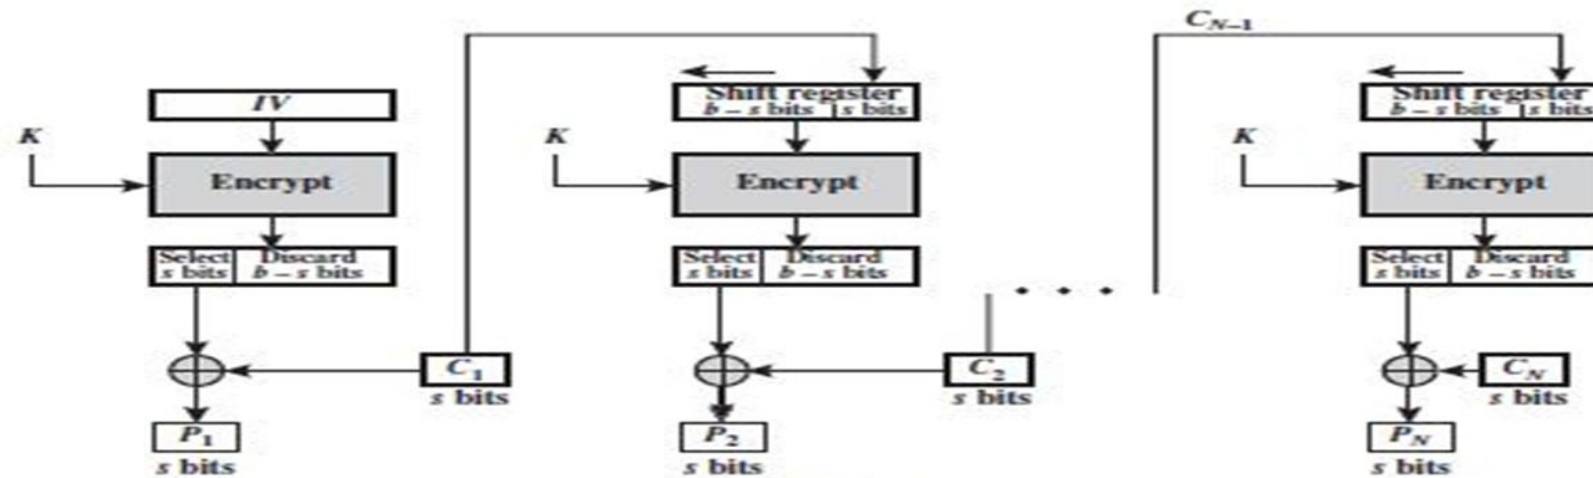 C_{N-1}
IV
Shift register
b – s bits | s bits
Shift register
b – s bits | s bits
K
K
K
Encrypt
Encrypt
Encrypt
Select
s bits
Discard
b – s bits
Select
s bits
Discard
b – s bits
Select
s bits
Discard
b – s bits
• • •
C_1
s bits
C_2
s bits
C_N
s bits
P_1
s bits
P_2
s bits
P_N
s bits